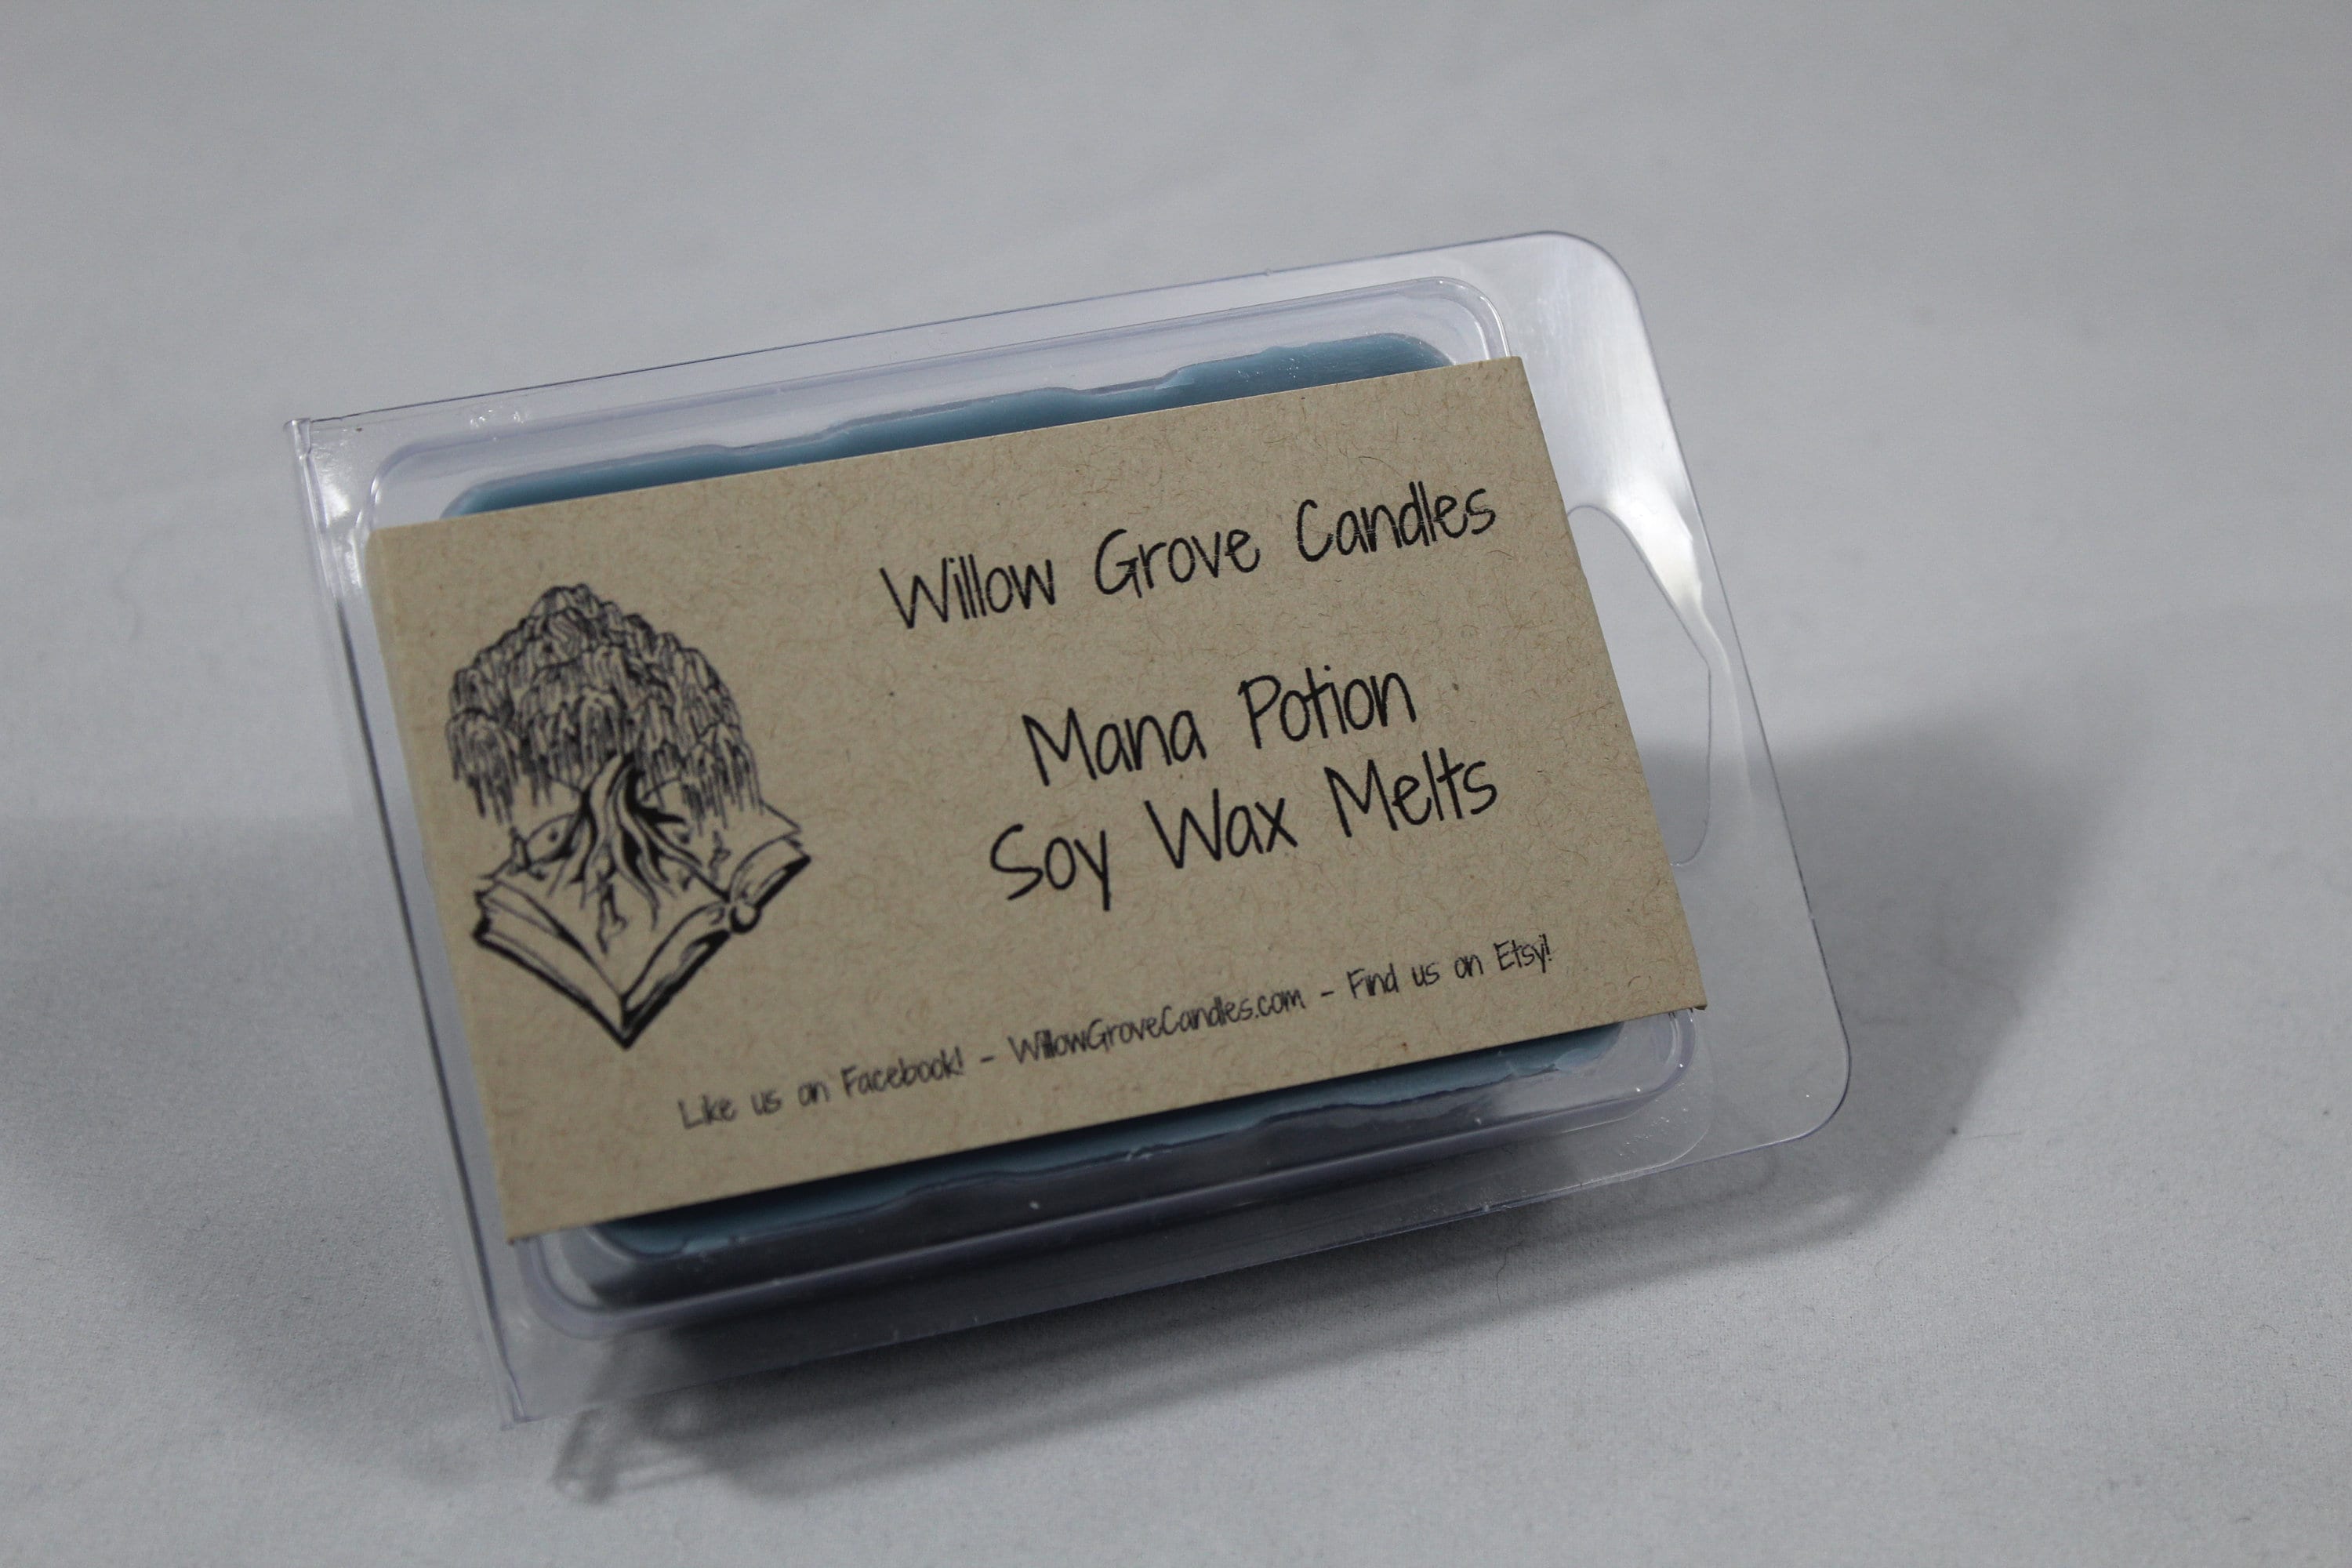 Willow Grove Candles
Mana Potion
Soy Wax Melts
Like us on Facebook! - WillowGroveCandles.com - Find us on Etsy!